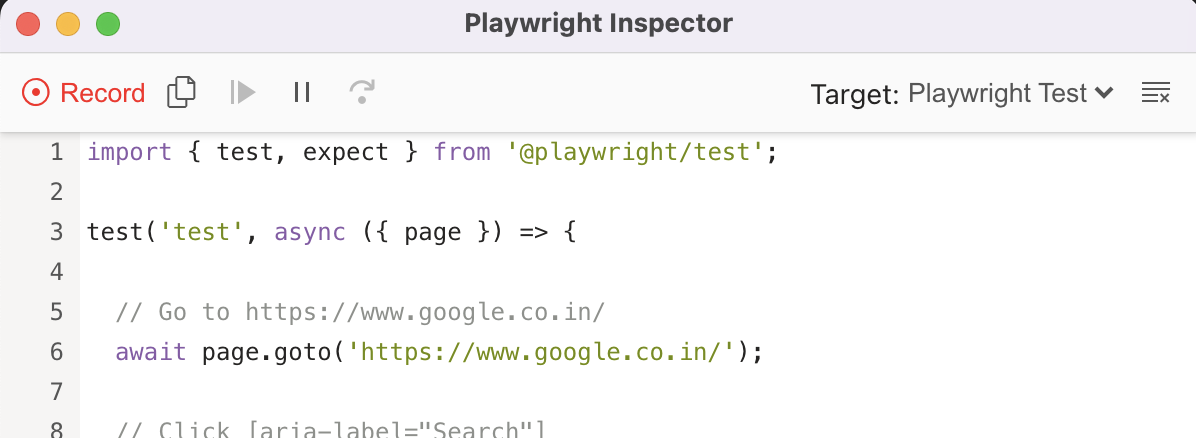 Playwright Inspector
Record Target: Playwright Test
1 import { test, expect } from '@playwright/test';
2
3 test('test', async ({ page }) => {
4
5 // Go to https://www.google.co.in/
6 await page.goto('https://www.google.co.in/');
7
8 // Click [aria-label="Search"]